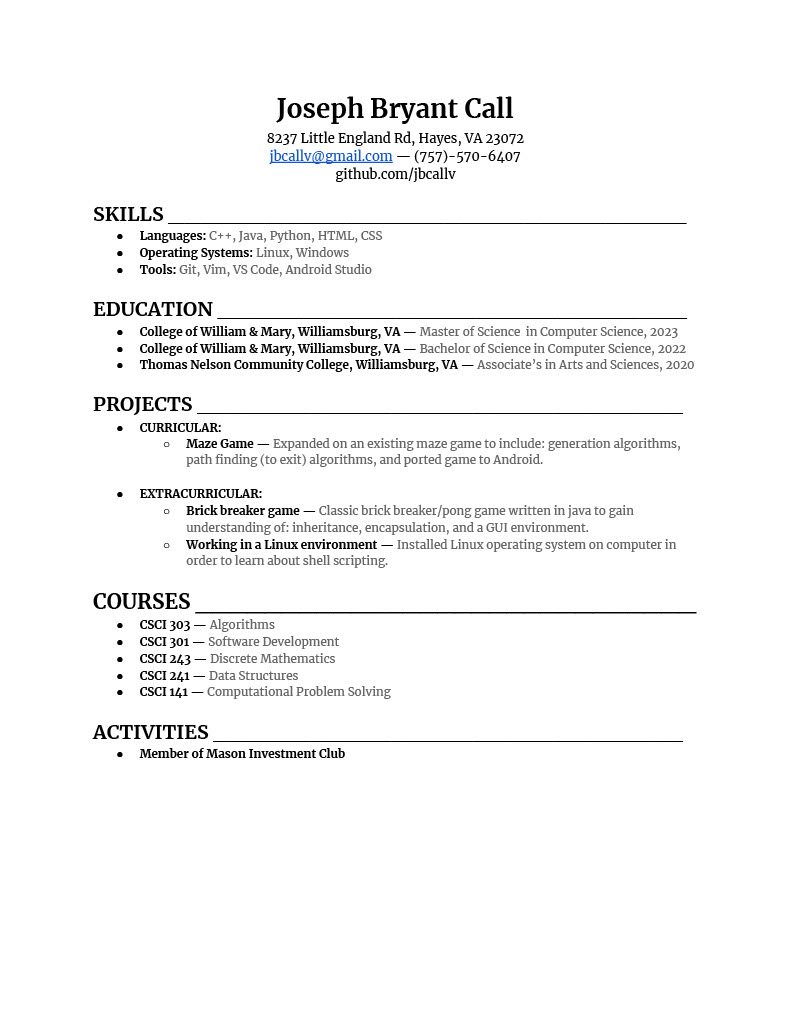 Joseph Bryant Call
8237 Little England Rd, Hayes, VA 23072
jbcallv@gmail.com — (757)-570-6407
github.com/jbcallv
SKILLS
● Languages: C++, Java, Python, HTML, CSS
● Operating Systems: Linux, Windows
● Tools: Git, Vim, VS Code, Android Studio
EDUCATION
● College of William & Mary, Williamsburg, VA — Master of Science in Computer Science, 2023
● College of William & Mary, Williamsburg, VA — Bachelor of Science in Computer Science, 2022
● Thomas Nelson Community College, Williamsburg, VA — Associate’s in Arts and Sciences, 2020
PROJECTS
● CURRICULAR:
○ Maze Game — Expanded on an existing maze game to include: generation algorithms,
path finding (to exit) algorithms, and ported game to Android.
● EXTRACURRICULAR:
○ Brick breaker game — Classic brick breaker/pong game written in java to gain
understanding of: inheritance, encapsulation, and a GUI environment.
○ Working in a Linux environment — Installed Linux operating system on computer in
order to learn about shell scripting.
COURSES
● CSCI 303 — Algorithms
● CSCI 301 — Software Development
● CSCI 243 — Discrete Mathematics
● CSCI 241 — Data Structures
● CSCI 141 — Computational Problem Solving
ACTIVITIES
● Member of Mason Investment Club